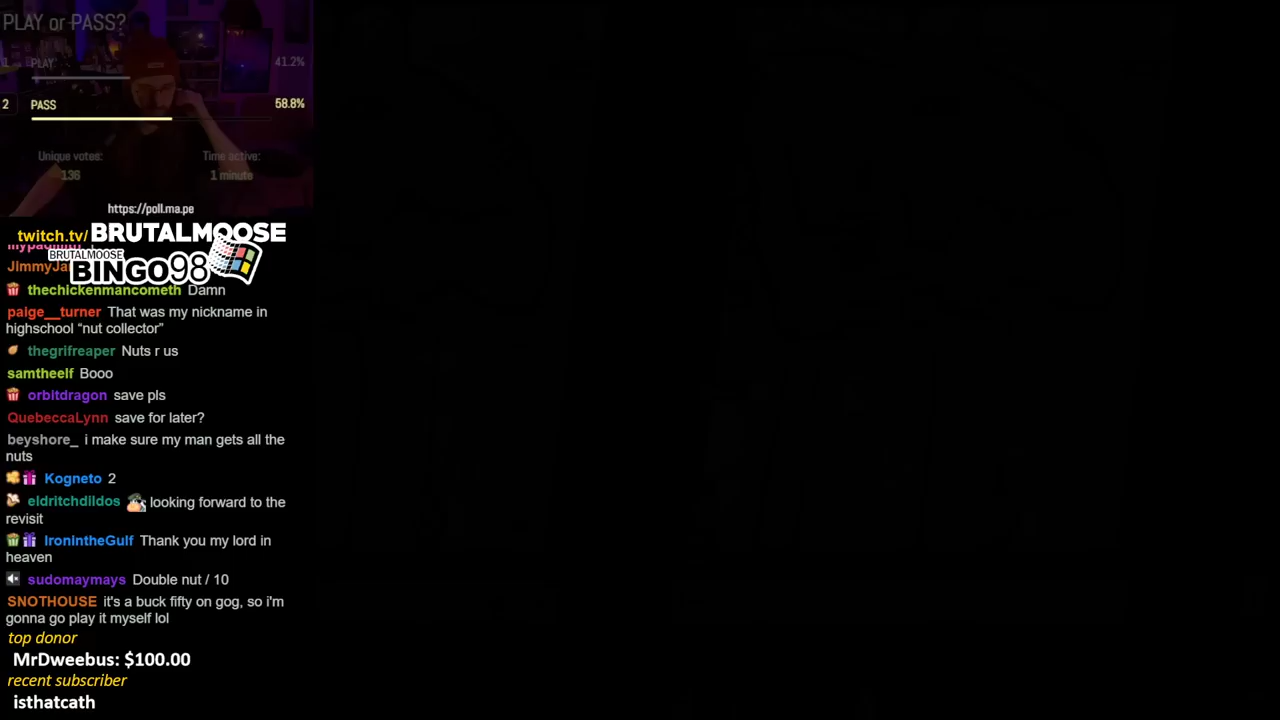 PLAY or PASS?
1 PLAY 41.2%
2 PASS 58.8%
Unique votes: Time active:
136 1 minute
https://poll.ma.pe
twitch.tv/BRUTALMOOSE
BRUTALMOOSE
BINGO98
thechickenmancometh Damn
paige__turner That was my nickname in
highschool “nut collector”
thegrifreaper Nuts r us
samtheelf Booo
orbitdragon save pls
QuebeccaLynn save for later?
beyshore_ i make sure my man gets all the
nuts
Kogneto 2
eldritchdildos looking forward to the
revisit
IronintheGulf Thank you my lord in
heaven
sudomaymays Double nut / 10
SNOTHOUSE it's a buck fifty on gog, so i'm
gonna go play it myself lol
top donor
MrDweebus: $100.00
recent subscriber
isthatcath